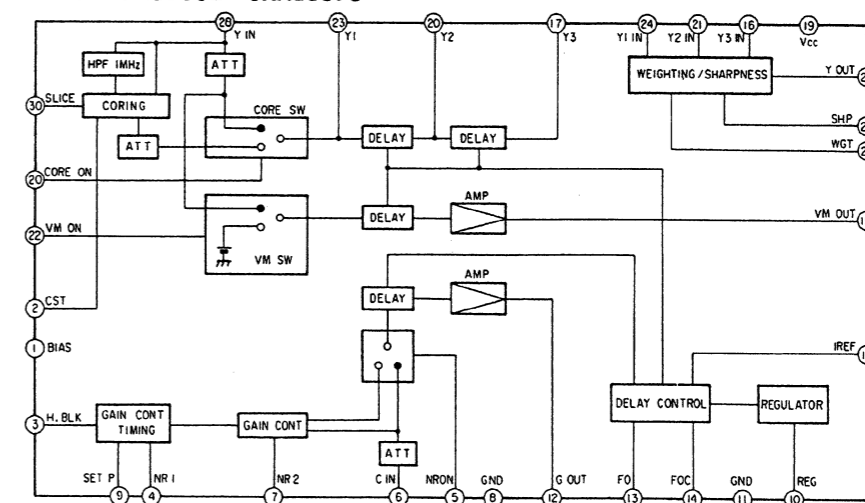 28 23 20 17 24 21 16 19
Y IN Y1 Y2 Y3 Y1 IN Y2 IN Y3 IN Vcc
HPF 1MHz ATT WEIGHTING/SHARPNESS Y OUT
30 SLICE CORING CORE SW SHP
ATT DELAY DELAY WGT
20 CORE ON
AMP
22 VM ON DELAY VM OUT
VM SW
AMP
2 CST DELAY
1 BIAS IREF
3 H. BLK GAIN CONT
TIMING GAIN CONT DELAY CONTROL REGULATOR
ATT
SET P NR1 NR2 C IN NRON GND G OUT FO FOC GND REG
9 4 7 6 5 8 12 13 14 11 10